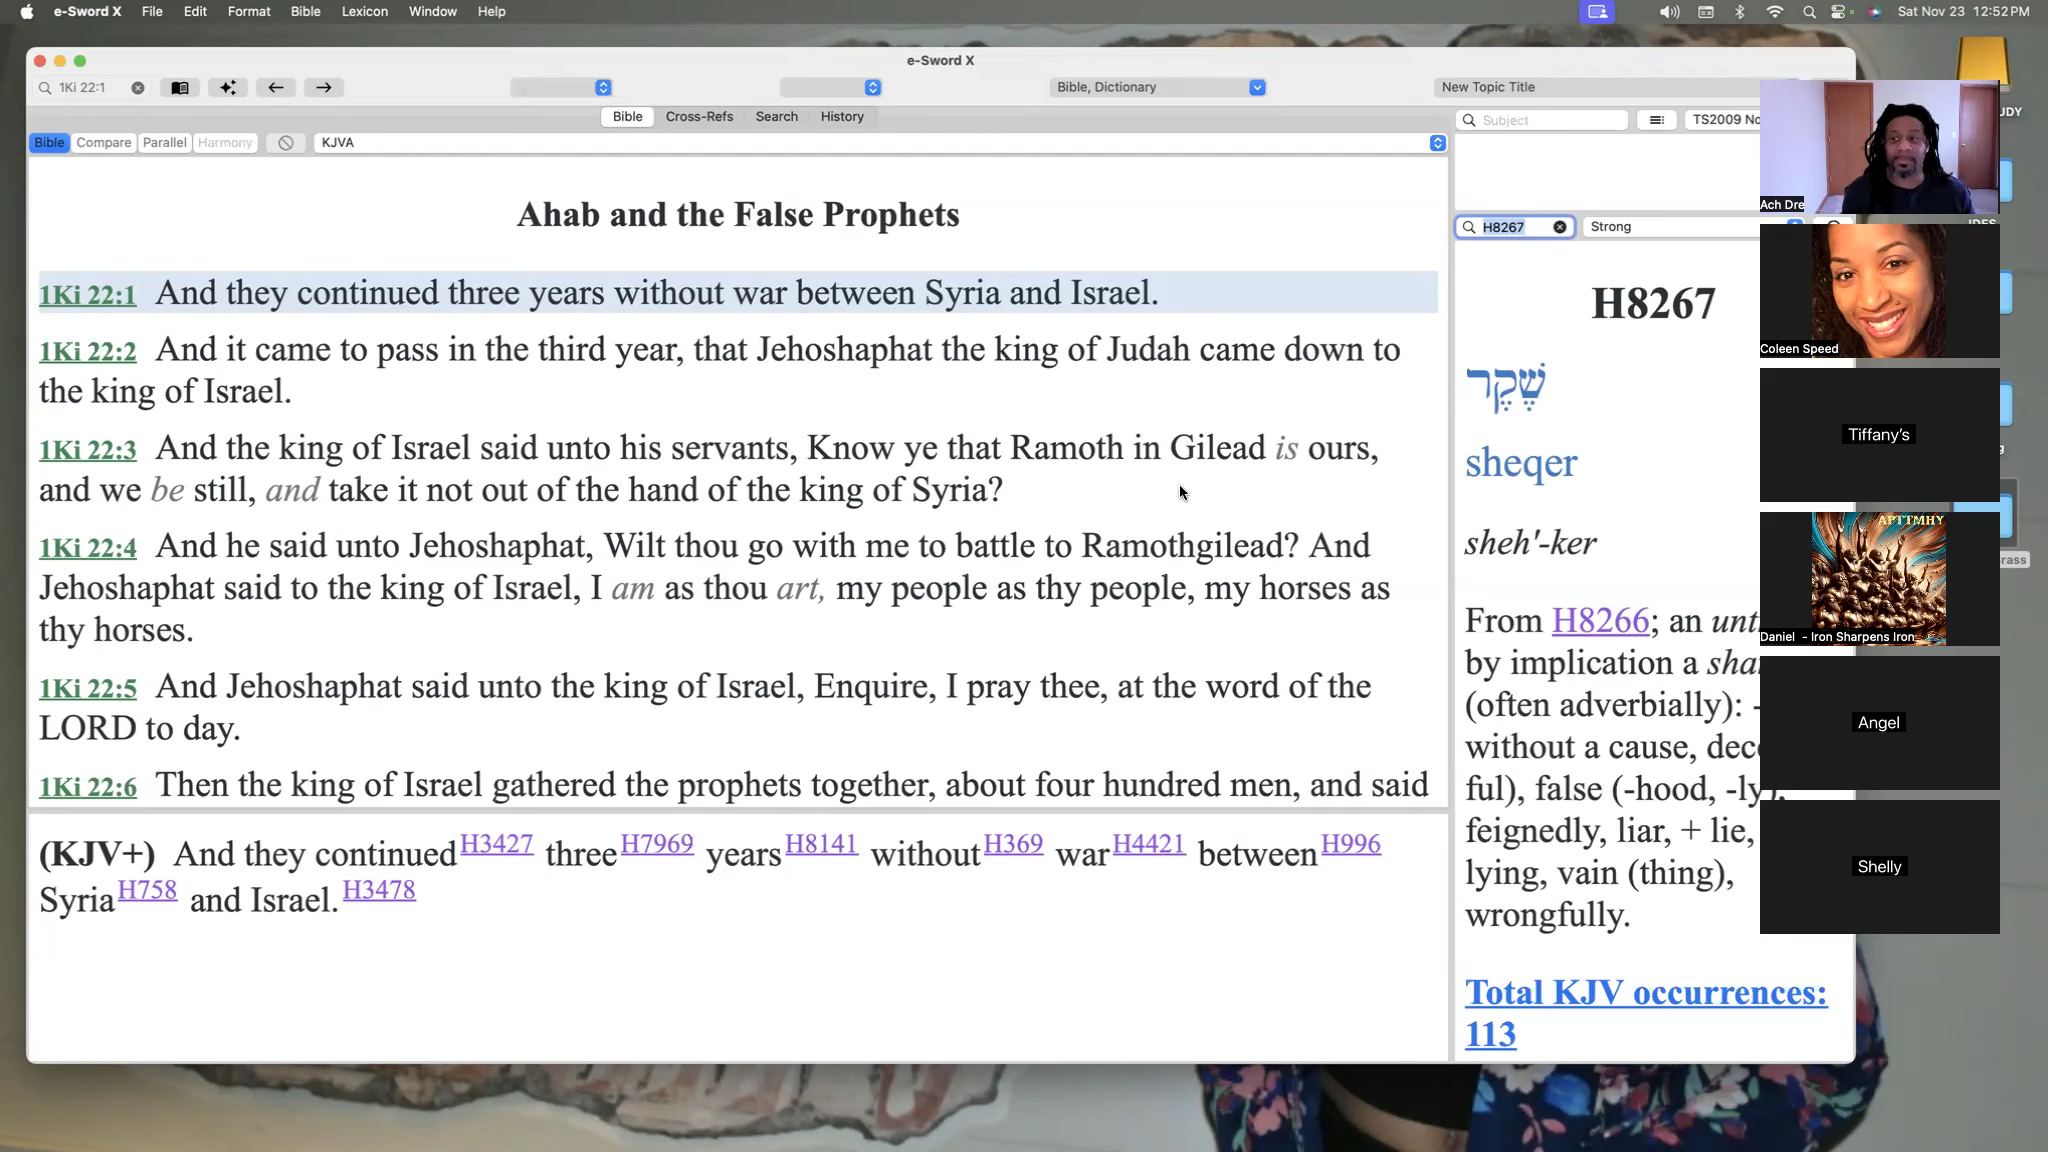 e-Sword X File Edit Format Bible Lexicon Window Help Sat Nov 23 12:52 PM
e-Sword X
1Ki 22:1 Bible, Dictionary New Topic Title
Bible Cross-Refs Search History
Bible Compare Parallel Harmony KJVA
Ahab and the False Prophets
1Ki 22:1 And they continued three years without war between Syria and Israel.
1Ki 22:2 And it came to pass in the third year, that Jehoshaphat the king of Judah came down to
the king of Israel.
1Ki 22:3 And the king of Israel said unto his servants, Know ye that Ramoth in Gilead is ours,
and we be still, and take it not out of the hand of the king of Syria?
1Ki 22:4 And he said unto Jehoshaphat, Wilt thou go with me to battle to Ramothgilead? And
Jehoshaphat said to the king of Israel, I am as thou art, my people as thy people, my horses as
thy horses.
1Ki 22:5 And Jehoshaphat said unto the king of Israel, Enquire, I pray thee, at the word of the
LORD to day.
1Ki 22:6 Then the king of Israel gathered the prophets together, about four hundred men, and said
(KJV+) And they continued H3427 three H7969 years H8141 without H369 war H4421 between H996
Syria H758 and Israel. H3478
Subject TS2009
H8267 Strong
H8267
שֶׁקֶר
sheqer
sheh'-ker
From H8266; an
by implication a
(often adverbially): -
without a cause,
ful), false (-hood, -ly),
feignedly, liar, + lie,
lying, vain (thing),
wrongfully.
Total KJV occurrences:
113
Ach Dre
Coleen Speed
Tiffany's
APTTMHY
Daniel - Iron Sharpens Iron
Angel
Shelly